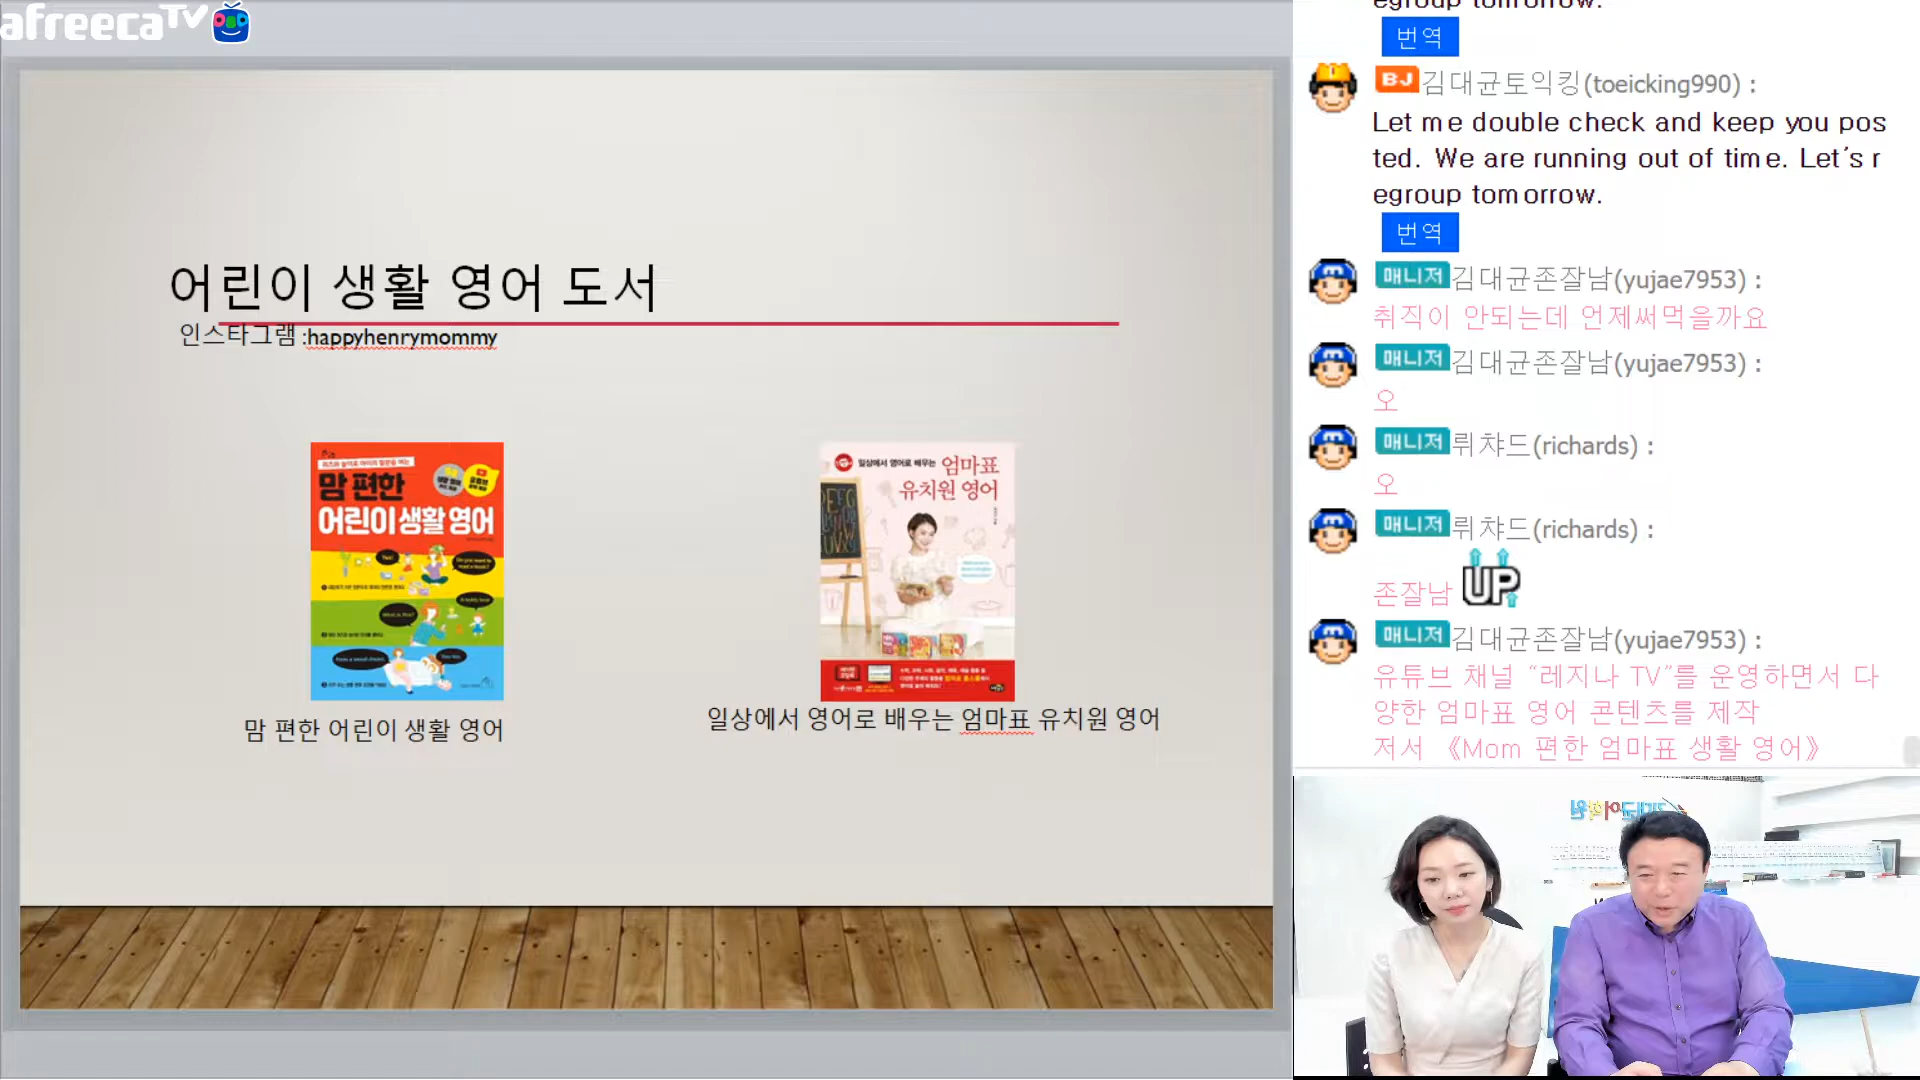 afreecaTV
어린이 생활 영어 도서
인스타그램 :happyhenrymommy
맘 편한
어린이 생활 영어
맘 편한 어린이 생활 영어
일상에서 영어로 배우는 엄마표
유치원 영어
일상에서 영어로 배우는 엄마표 유치원 영어
egroup tomorrow.
번역
BJ 김대균토익킹(toeicking990) :
Let me double check and keep you pos
ted. We are running out of time. Let's r
egroup tomorrow.
번역
매니저 김대균존잘남(yujae7953) :
취직이 안되는데 언제써먹을까요
매니저 김대균존잘남(yujae7953) :
오
매니저 뤼챠드(richards) :
오
매니저 뤼챠드(richards) :
존잘남 UP
매니저 김대균존잘남(yujae7953) :
유튜브 채널 “레지나 TV”를 운영하면서 다
양한 엄마표 영어 콘텐츠를 제작
저서 《Mom 편한 엄마표 생활 영어》